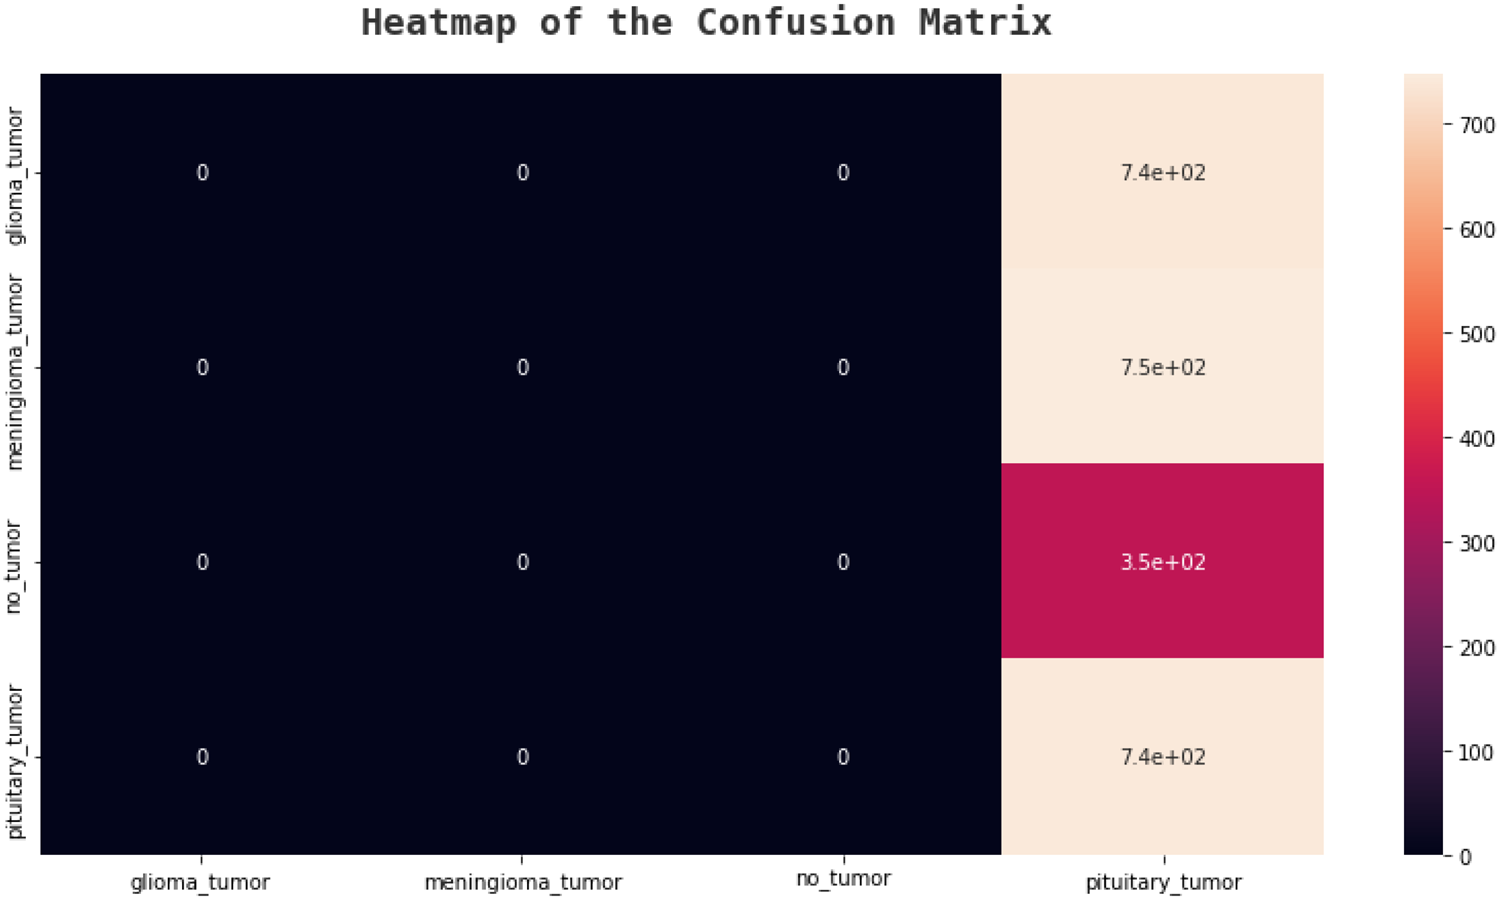 Heatmap of the Confusion Matrix
glioma_tumor
0
0
0
7.4e+02
meningioma_tumor
0
0
0
7.5e+02
no_tumor
0
0
0
3.5e+02
pituitary_tumor
0
0
0
7.4e+02
glioma_tumor
meningioma_tumor
no_tumor
pituitary_tumor
700
600
500
400
300
200
100
0